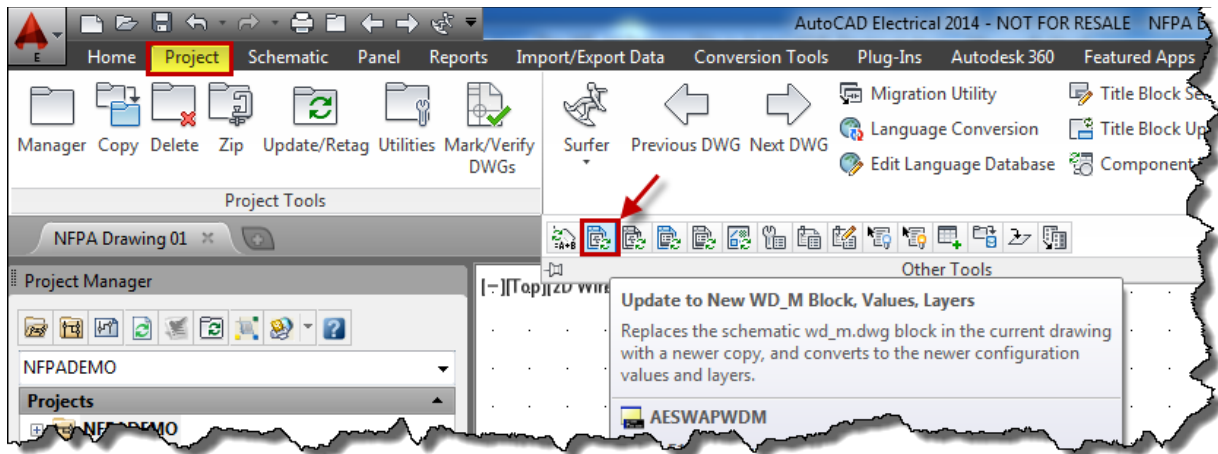 AutoCAD Electrical 2014 - NOT FOR RESALE NFPA
E Home Project Schematic Panel Reports Import/Export Data Conversion Tools Plug-Ins Autodesk 360 Featured Apps
Manager Copy Delete Zip Update/Retag Utilities Mark/Verify DWGs
Surfer Previous DWG Next DWG
Migration Utility
Language Conversion
Edit Language Database
Title Block
Title Block
Component
Project Tools
NFPA Drawing 01
Other Tools
Project Manager
[−][Top]
Update to New WD_M Block, Values, Layers
Replaces the schematic wd_m.dwg block in the current drawing
with a newer copy, and converts to the newer configuration
values and layers.
AESWAPWDM
NFPADEMO
Projects
NFPADEMO